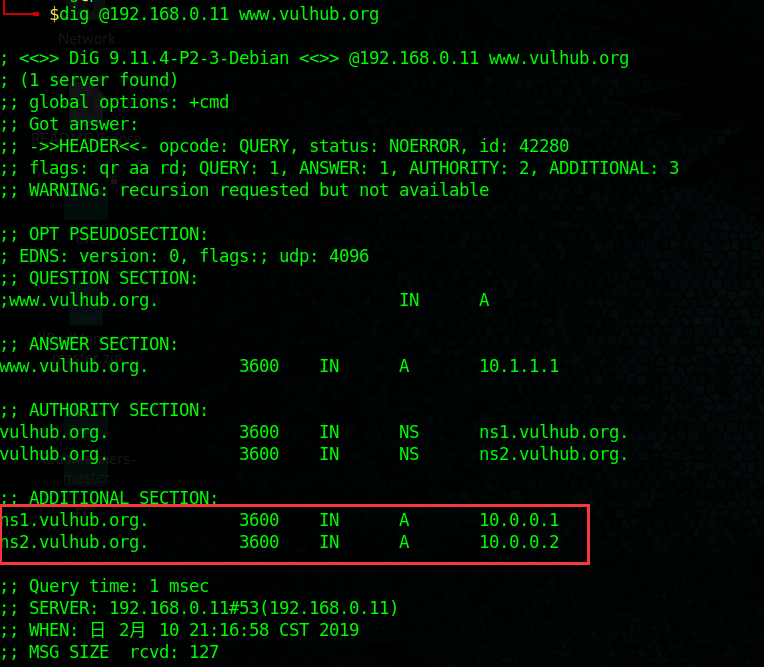 $dig @192.168.0.11 www.vulhub.org
Network
; <<>> DiG 9.11.4-P2-3-Debian <<>> @192.168.0.11 www.vulhub.org
; (1 server found)
;; global options: +cmd
;; Got answer:
;; ->>HEADER<<- opcode: QUERY, status: NOERROR, id: 42280
;; flags: qr aa rd; QUERY: 1, ANSWER: 1, AUTHORITY: 2, ADDITIONAL: 3
;; WARNING: recursion requested but not available
;; OPT PSEUDOSECTION:
; EDNS: version: 0, flags:; udp: 4096
;; QUESTION SECTION:
;www.vulhub.org. IN A
;; ANSWER SECTION:
www.vulhub.org. 3600 IN A 10.1.1.1
;; AUTHORITY SECTION:
vulhub.org. 3600 IN NS ns1.vulhub.org.
vulhub.org. 3600 IN NS ns2.vulhub.org.
master
;; ADDITIONAL SECTION:
ns1.vulhub.org. 3600 IN A 10.0.0.1
ns2.vulhub.org. 3600 IN A 10.0.0.2
;; Query time: 1 msec
;; SERVER: 192.168.0.11#53(192.168.0.11)
;; WHEN: 日 2月 10 21:16:58 CST 2019
;; MSG SIZE rcvd: 127